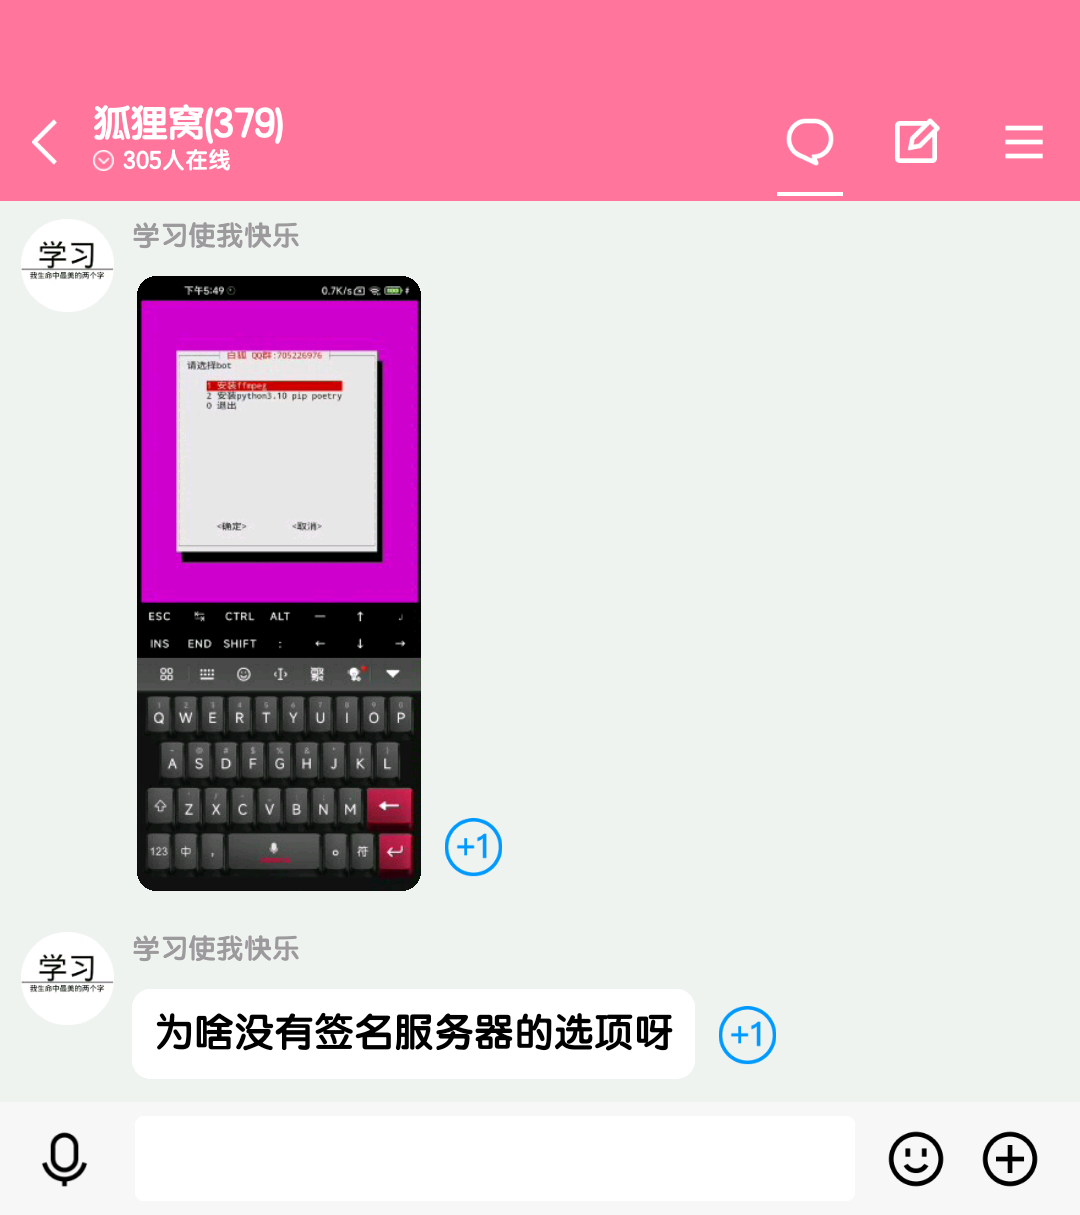 狐狸窝(379)
305人在线
学习
我生命中最美的两个字
学习使我快乐
下午5:49
0.7K/s
白狐 QQ群:705226976
请选择bot
1 安装ffmpeg
2 安装python3.10 pip poetry
0 退出
<确定> <取消>
ESC CTRL ALT
INS END SHIFT :
繁
Q W E R T Y U I O P
A S D F G H J K L
Z X C V B N M
123 中 , 。 符
+1
学习
我生命中最美的两个字
学习使我快乐
为啥没有签名服务器的选项呀
+1